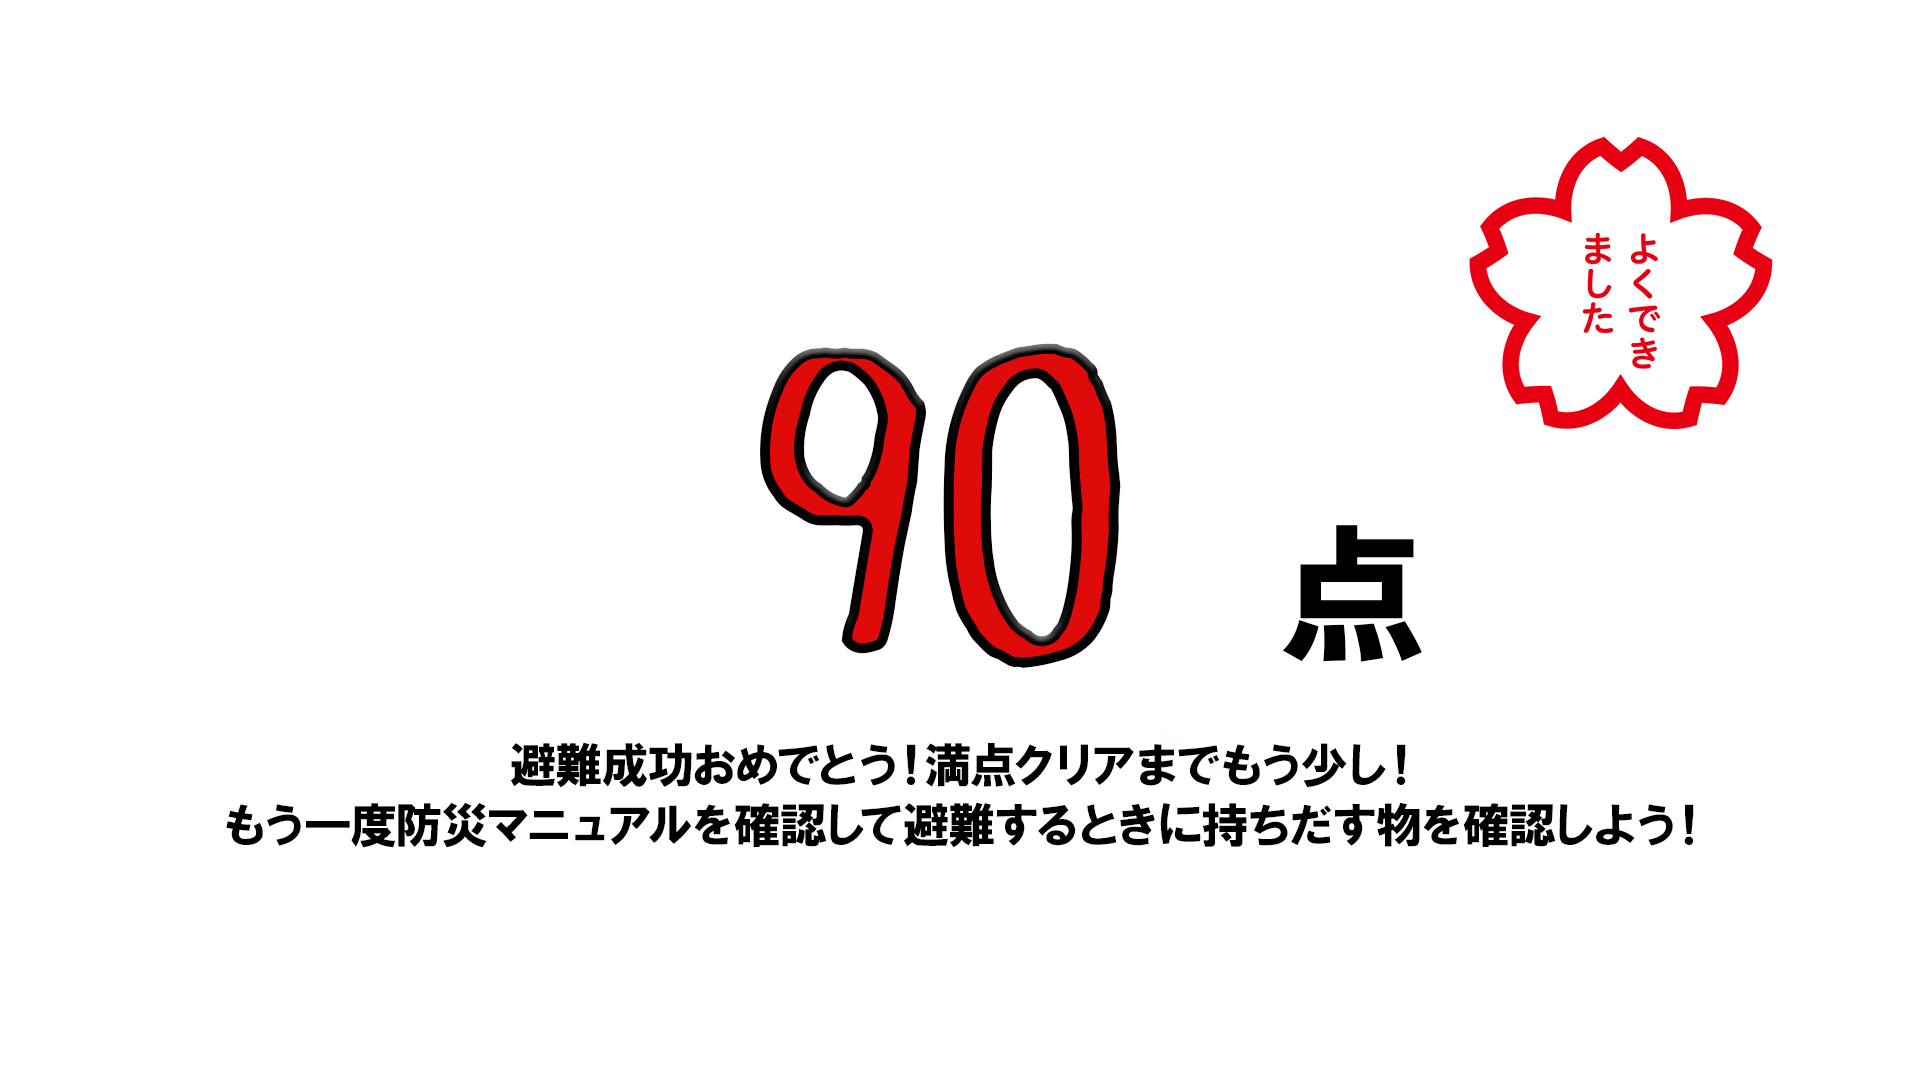 よくでき
ました
90点
避難成功おめでとう！満点クリアまでもう少し！
もう一度防災マニュアルを確認して避難するときに持ちだす物を確認しよう！